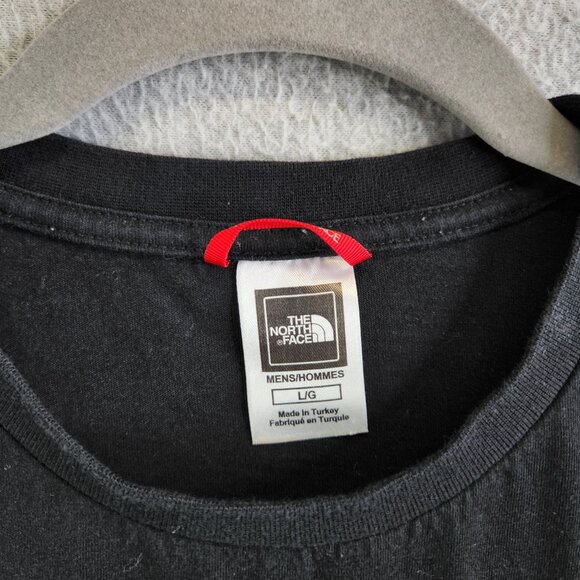 THE
NORTH
®FACE
MENS/HOMMES
L/G
Made in Turkey
Fabriqué en Turquie